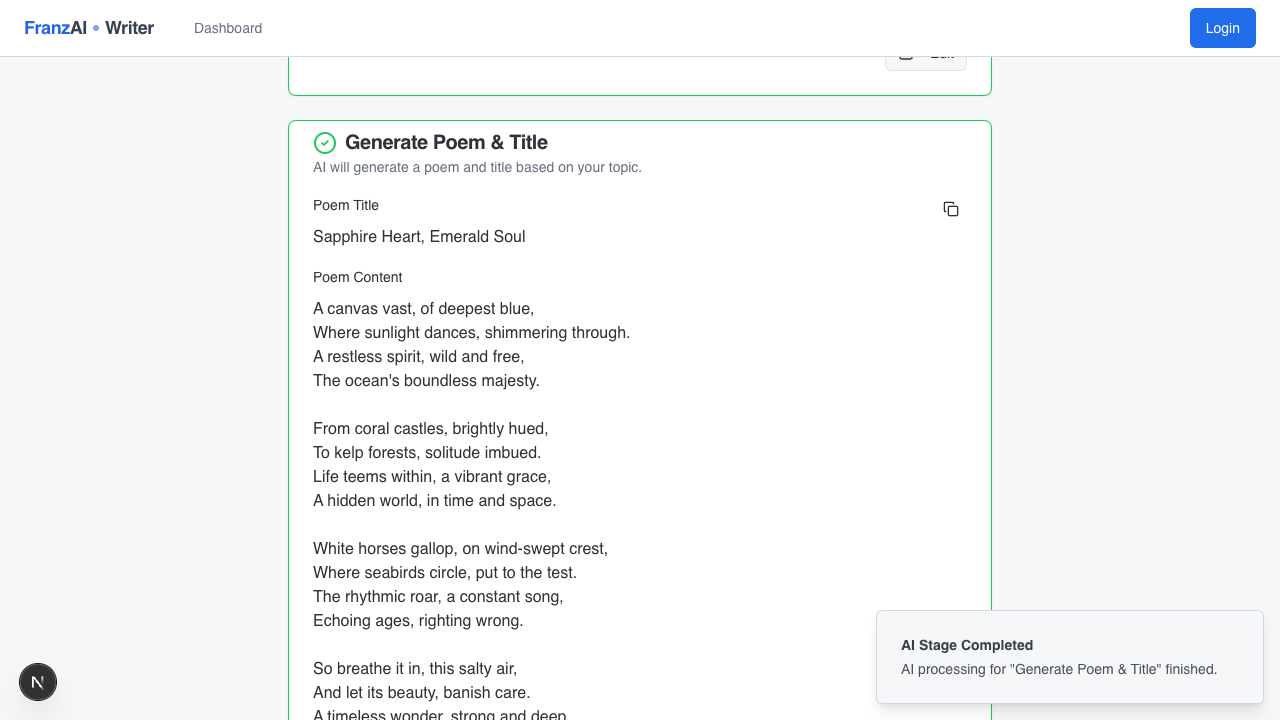 FranzAI • Writer
Dashboard
Login
Edit
Generate Poem & Title
AI will generate a poem and title based on your topic.
Poem Title
Sapphire Heart, Emerald Soul
Poem Content
A canvas vast, of deepest blue,
Where sunlight dances, shimmering through.
A restless spirit, wild and free,
The ocean's boundless majesty.
From coral castles, brightly hued,
To kelp forests, solitude imbued.
Life teems within, a vibrant grace,
A hidden world, in time and space.
White horses gallop, on wind-swept crest,
Where seabirds circle, put to the test.
The rhythmic roar, a constant song,
Echoing ages, righting wrong.
So breathe it in, this salty air,
And let its beauty, banish care.
A timeless wonder, strong and deep,
AI Stage Completed
AI processing for "Generate Poem & Title" finished.
N